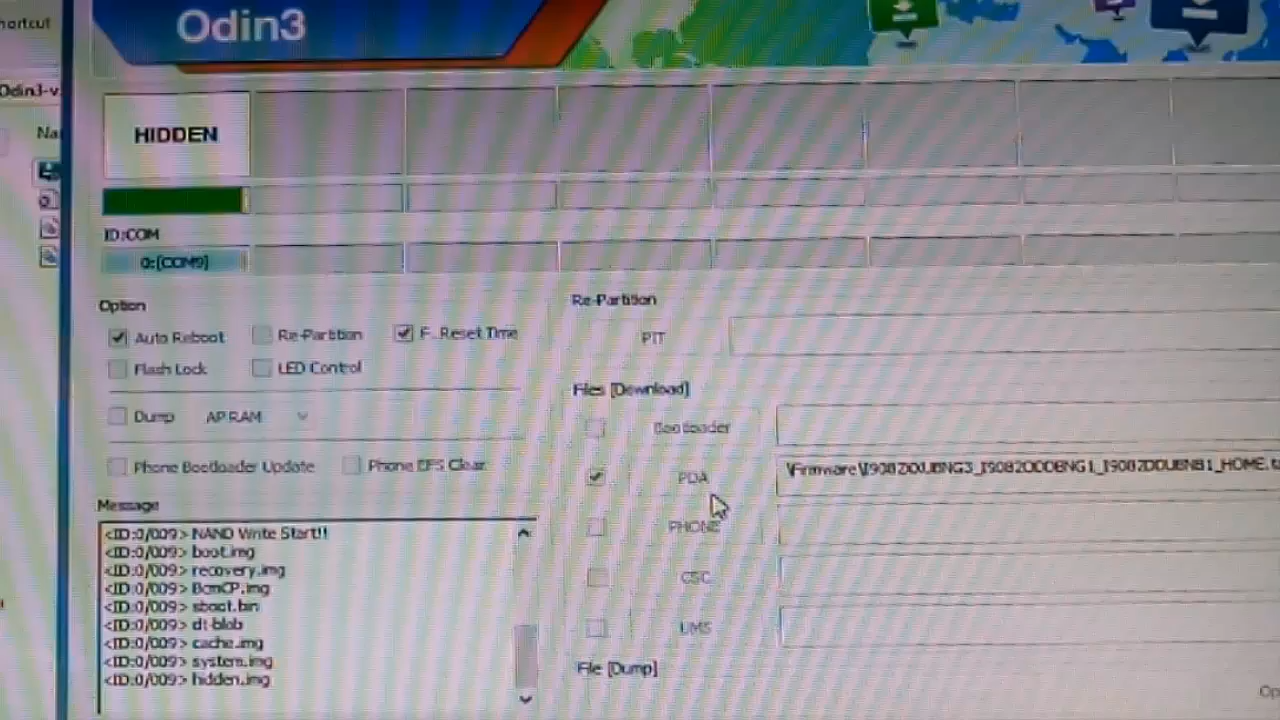 hortcut
Odin3
Odin3-v
Na
HIDDEN
ID:COM
0:[COM9]
Option
Auto Reboot
Re-Partition
F. Reset Time
Flash Lock
LED Control
Dump
AP RAM
Phone Bootloader Update
Phone EFS Clear
Re-Partition
PIT
Files [Download]
Bootloader
PDA
PHONE
CSC
UMS
File [Dump]
Message
<ID:0/009> NAND Write Start!!
<ID:0/009> boot.img
<ID:0/009> recovery.img
<ID:0/009> BcmCP.img
<ID:0/009> sboot.bin
<ID:0/009> dt-blob
<ID:0/009> cache.img
<ID:0/009> system.img
<ID:0/009> hidden.img